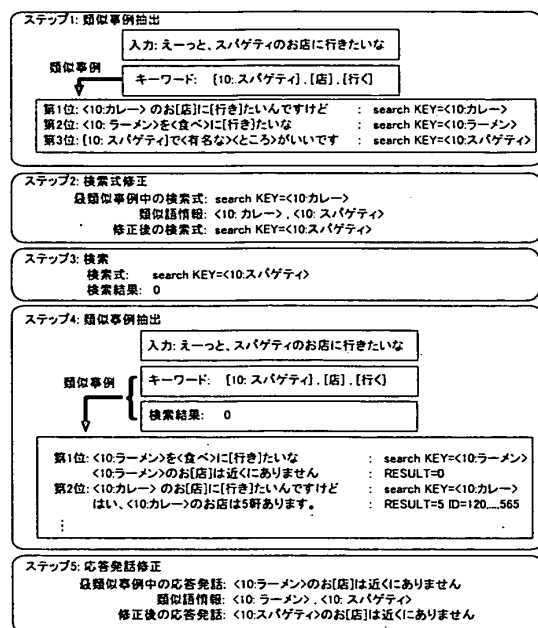 ステップ1: 類似事例抽出
入力: えーっと、スパゲティのお店に行きたいな
類似事例
キーワード: [10: スパゲティ] , [店] , [行く]
第1位: <10:カレー> のお[店]に[行き]たいんですけど : search KEY=<10:カレー>
第2位: <10: ラーメン>を<食べ>に[行き]たいな : search KEY=<10:ラーメン>
第3位: [10: スパゲティ]で<有名な><ところ>がいいです : search KEY=<10:スパゲティ>
ステップ2: 検索式修正
最類似事例中の検索式: search KEY=<10:カレー>
類似語情報: <10: カレー> , <10: スパゲティ>
修正後の検索式: search KEY=<10:スパゲティ>
ステップ3: 検索
検索式: search KEY=<10:スパゲティ>
検索結果: 0
ステップ4: 類似事例抽出
入力: えーっと、スパゲティのお店に行きたいな
類似事例
キーワード: [10: スパゲティ] , [店] , [行く]
検索結果: 0
第1位: <10:ラーメン>を<食べ>に[行き]たいな : search KEY=<10:ラーメン>
<10:ラーメン>のお[店]は近くにありません : RESULT=0
第2位: <10:カレー> のお[店]に[行き]たいんですけど : search KEY=<10:カレー>
はい、<10:カレー>のお店は5軒あります。 : RESULT=5 ID=120,...,565
⋮
ステップ5: 応答発話修正
最類似事例中の応答発話: <10:ラーメン>のお[店]は近くにありません
類似語情報: <10: ラーメン> , <10: スパゲティ>
修正後の応答発話: <10:スパゲティ>のお[店]は近くにありません